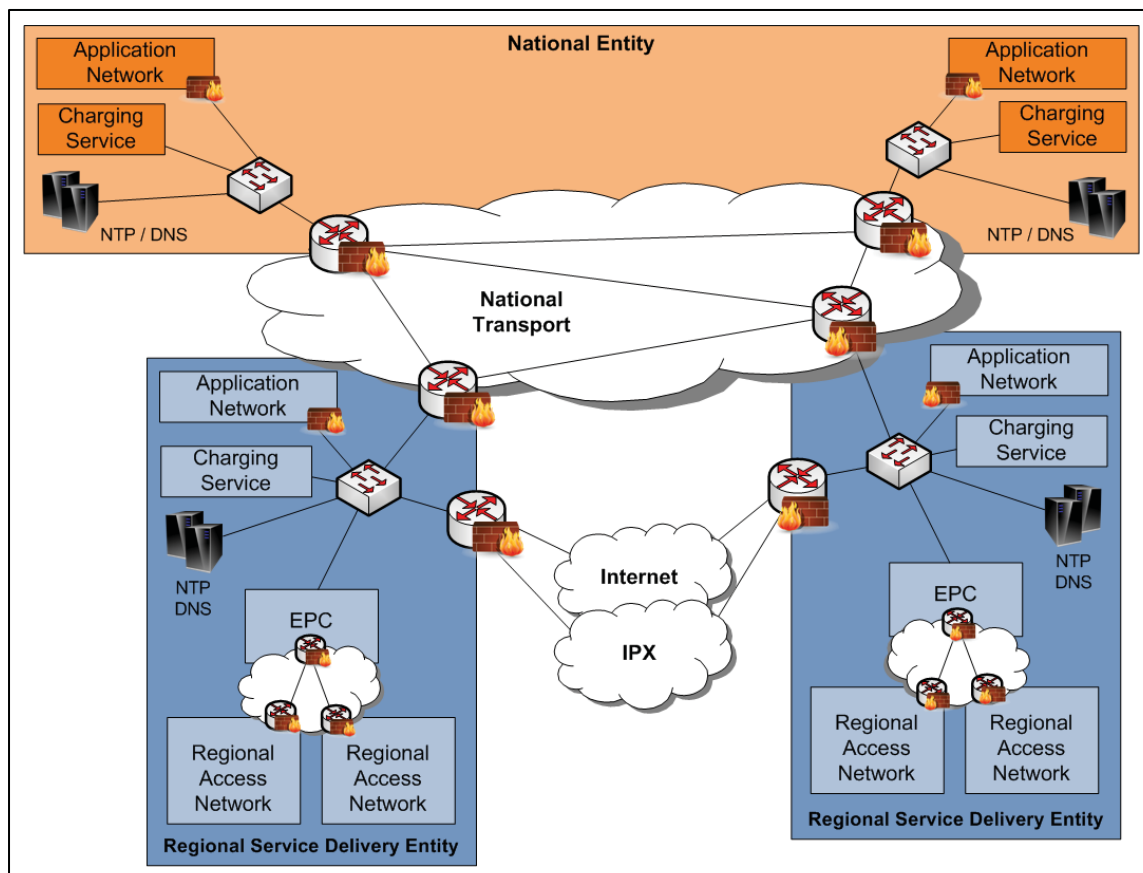 National Entity
Application
Network
Charging
Service
NTP / DNS
Application
Network
Charging
Service
NTP / DNS
National
Transport
Application
Network
Charging
Service
NTP
DNS
EPC
Regional
Access
Network
Regional
Access
Network
Regional Service Delivery Entity
Internet
IPX
Application
Network
Charging
Service
NTP
DNS
EPC
Regional
Access
Network
Regional
Access
Network
Regional Service Delivery Entity